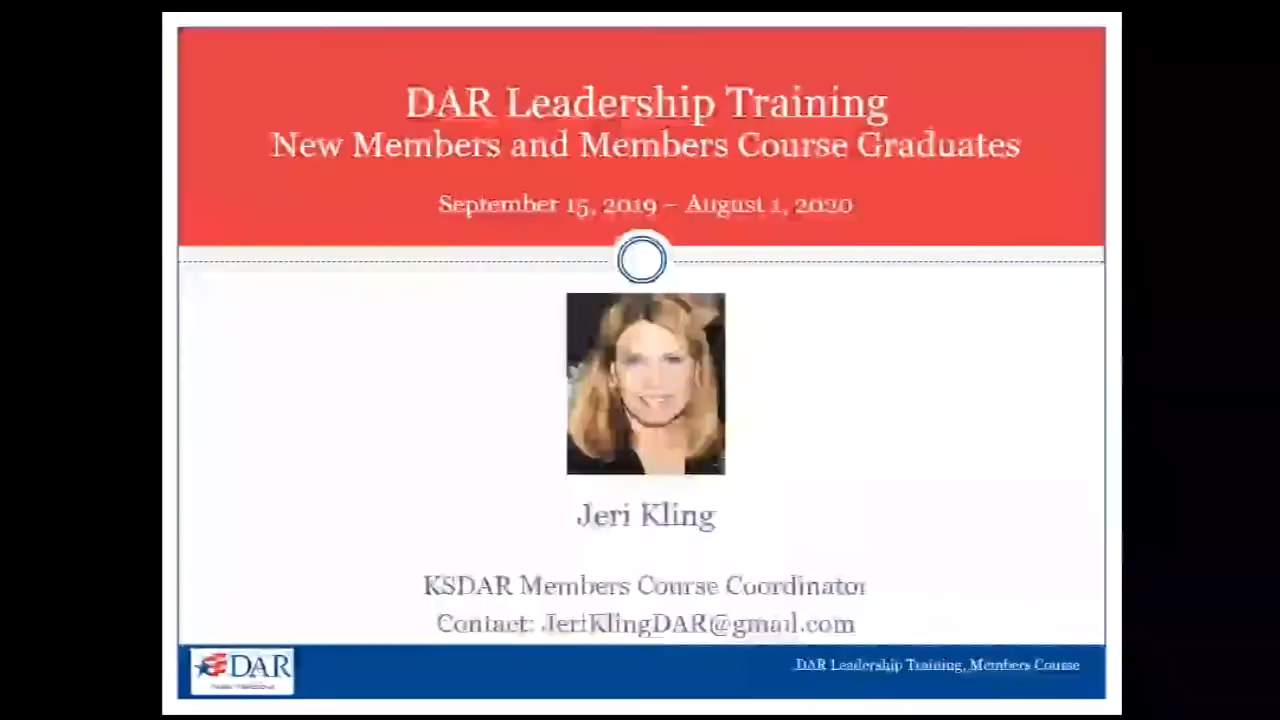 DAR Leadership Training
New Members and Members Course Graduates
September 15, 2019 – August 1, 2020
Jeri Kling
KSDAR Members Course Coordinator
Contact: JeriKlingDAR@gmail.com
DAR
DAR Leadership Training, Members Course